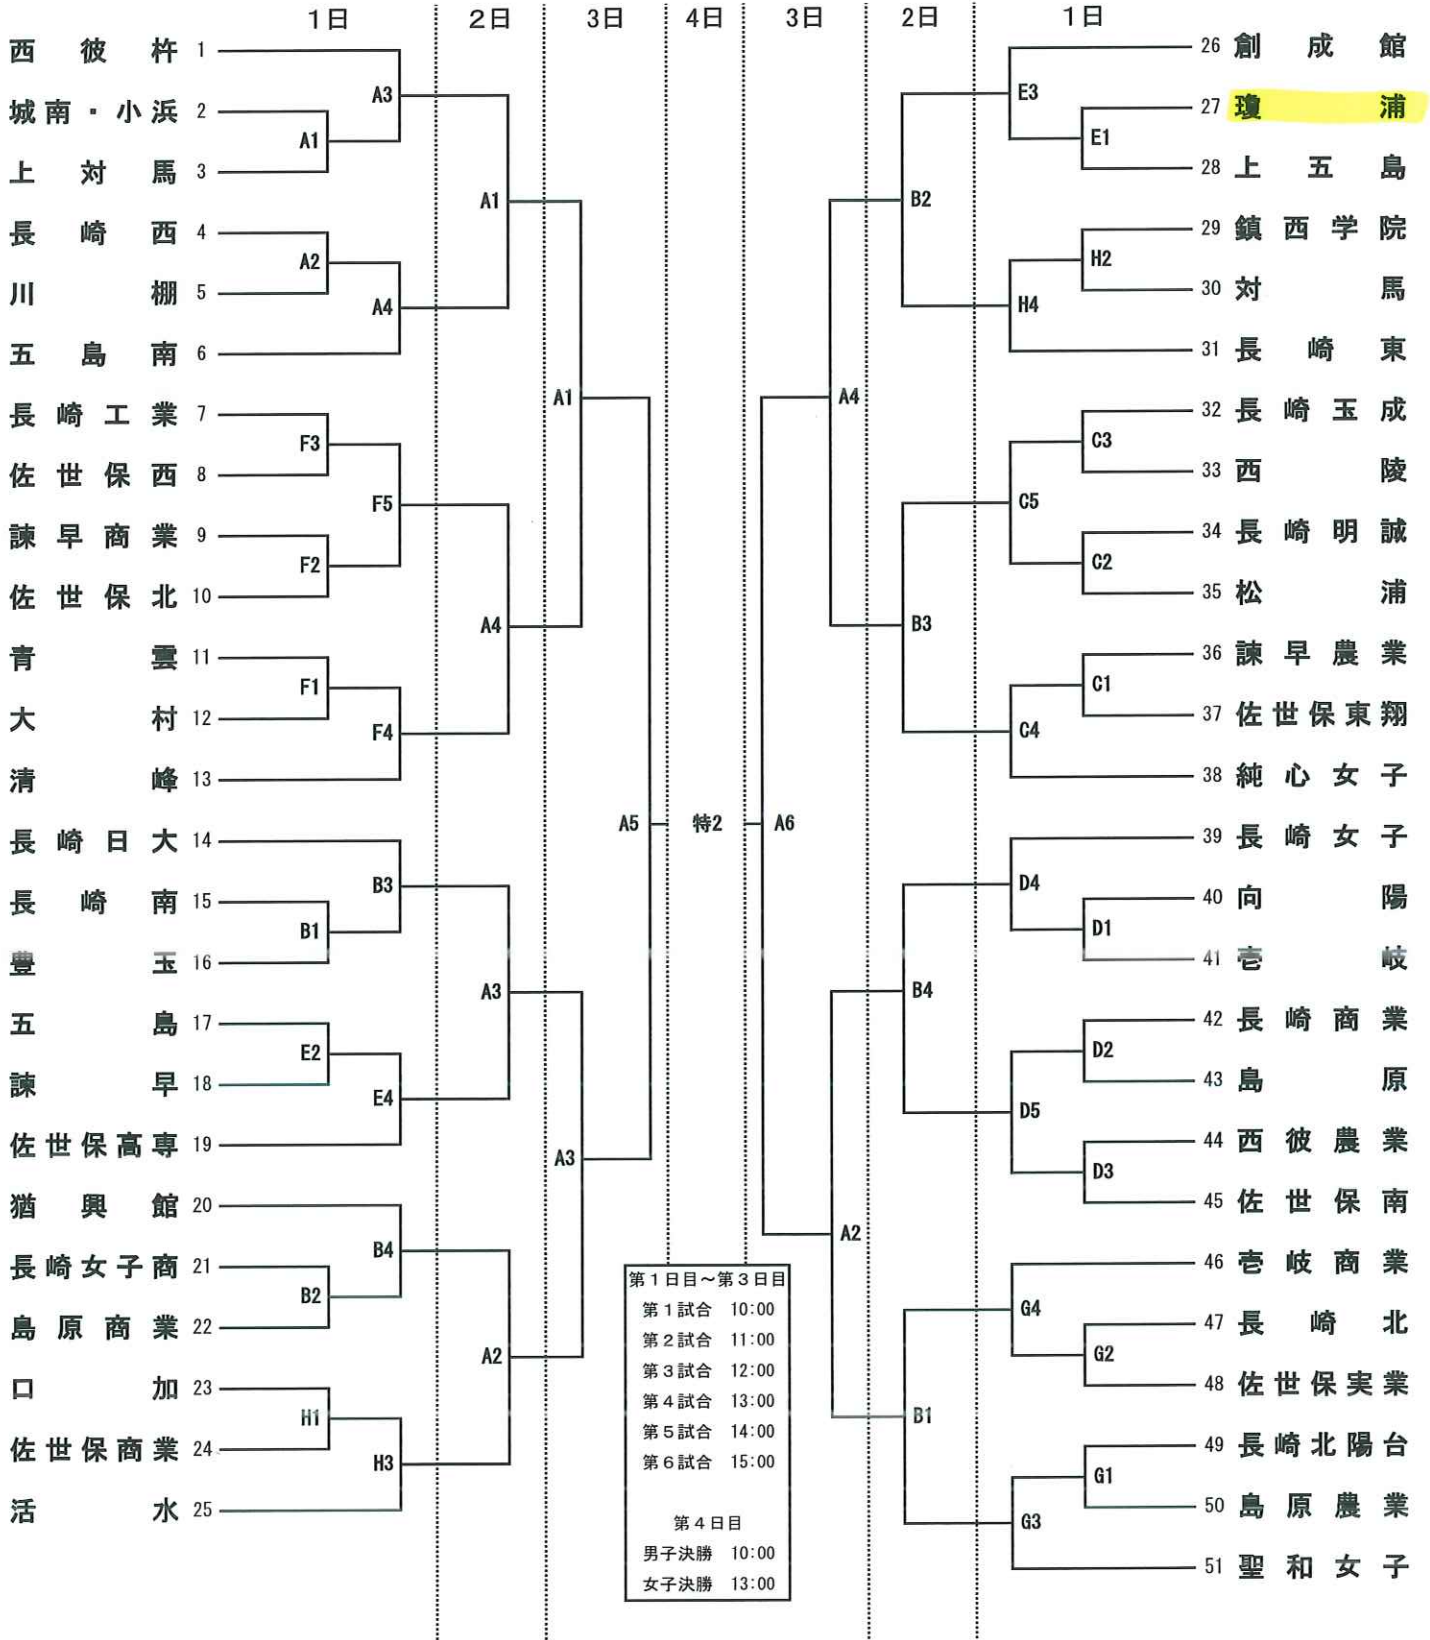 1日 2日 3日 4日 3日 2日 1日
西彼杵 1
城南・小浜 2
上対馬 3
長崎西 4
川棚 5
五島南 6
長崎工業 7
佐世保西 8
諫早商業 9
佐世保北 10
青雲 11
大村 12
清峰 13
長崎日大 14
長崎南 15
豊玉 16
五島 17
諫早 18
佐世保高専 19
猶興館 20
長崎女子商 21
島原商業 22
口加 23
佐世保商業 24
活水 25
A3
A1
A2
A4
F3
F5
F2
F1
F4
B3
B1
E2
E4
B4
B2
H1
H3
A1
A4
A3
A2
A1
A3
A5
特2
A6
A4
A2
B2
B3
B4
B1
E3
E1
H2
H4
C3
C5
C2
C1
C4
D4
D1
D2
D5
D3
G4
G2
G1
G3
26 創成館
27 瓊浦
28 上五島
29 鎮西学院
30 対馬
31 長崎東
32 長崎玉成
33 西陵
34 長崎明誠
35 松浦
36 諫早農業
37 佐世保東翔
38 純心女子
39 長崎女子
40 向陽
41 壱岐
42 長崎商業
43 島原
44 西彼農業
45 佐世保南
46 壱岐商業
47 長崎北
48 佐世保実業
49 長崎北陽台
50 島原農業
51 聖和女子
第1日目～第3日目
第1試合 10:00
第2試合 11:00
第3試合 12:00
第4試合 13:00
第5試合 14:00
第6試合 15:00
第4日目
男子決勝 10:00
女子決勝 13:00